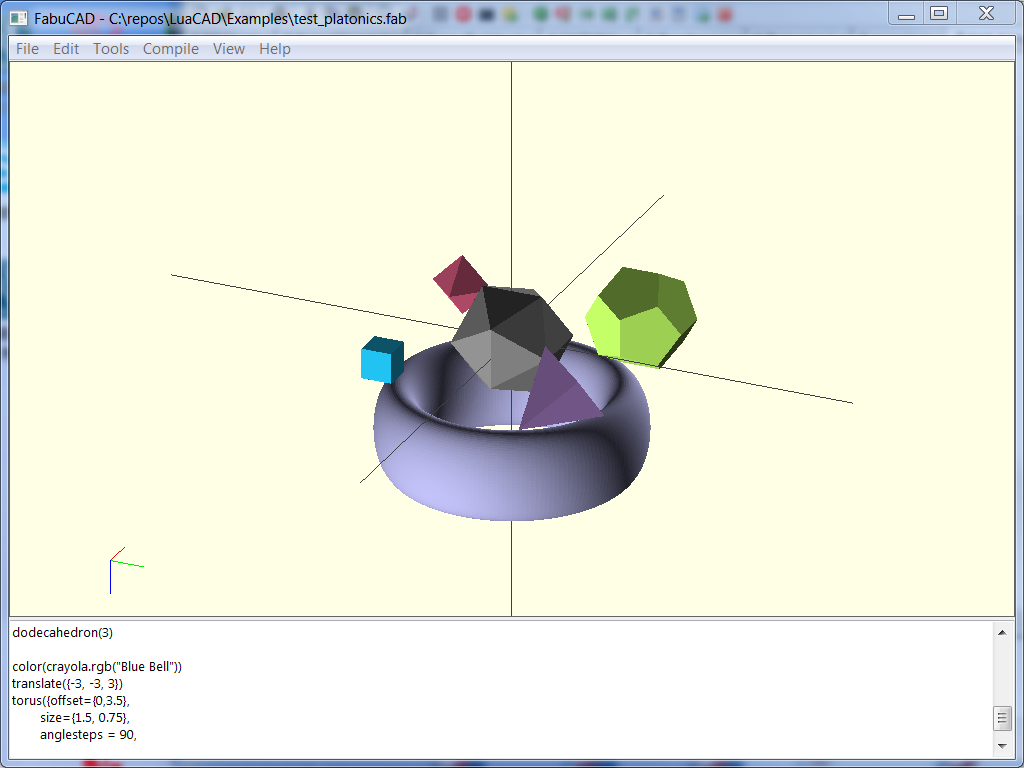 FabuCAD - C:\repos\LuaCAD\Examples\test_platonics.fab
File Edit Tools Compile View Help
dodecahedron(3)
color(crayola.rgb("Blue Bell"))
translate({-3, -3, 3})
torus({offset={0,3.5},
size={1.5, 0.75},
anglesteps = 90,